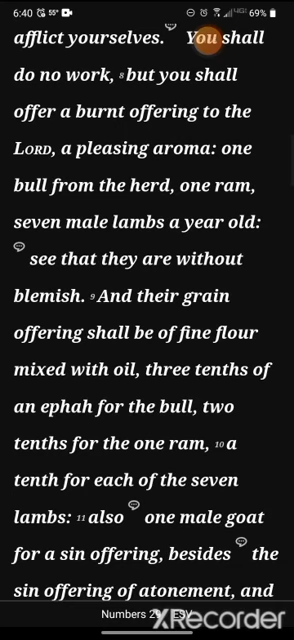 6:40 55° 4G 69%
afflict yourselves. You shall
do no work, 8 but you shall
offer a burnt offering to the
LORD, a pleasing aroma: one
bull from the herd, one ram,
seven male lambs a year old:
see that they are without
blemish. 9 And their grain
offering shall be of fine flour
mixed with oil, three tenths of
an ephah for the bull, two
tenths for the one ram, 10 a
tenth for each of the seven
lambs: 11 also one male goat
for a sin offering, besides the
sin offering of atonement, and
Numbers 29 ESV
XRecorder